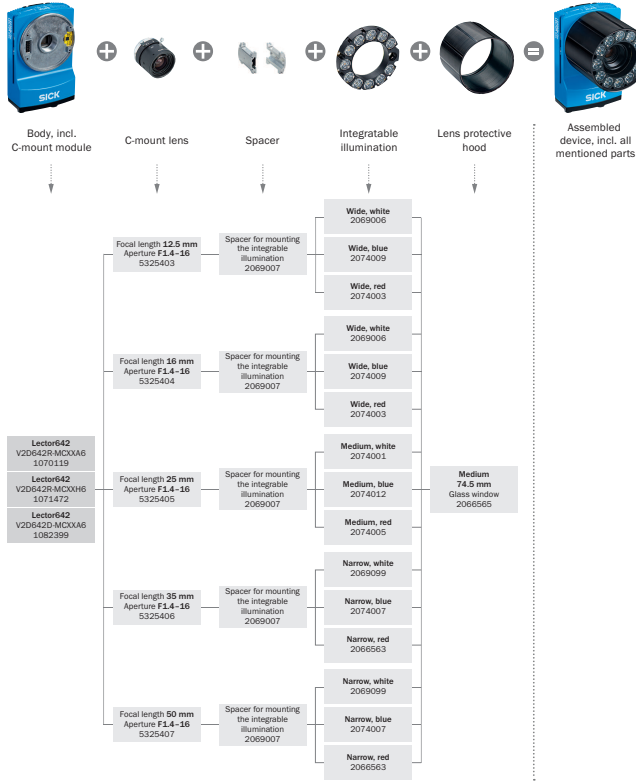 SICK
SICK
Body, incl.
C-mount module
C-mount lens
Spacer
Integratable
illumination
Lens protective
hood
Assembled
device, incl. all
mentioned parts
Lector642
V2D642R-MCXXA6
1070119
Lector642
V2D642R-MCXXH6
1071472
Lector642
V2D642D-MCXXA6
1082399
Focal length 12.5 mm
Aperture F1.4–16
5325403
Spacer for mounting
the integrable
illumination
2069007
Wide, white
2069006
Wide, blue
2074009
Wide, red
2074003
Focal length 16 mm
Aperture F1.4–16
5325404
Spacer for mounting
the integrable
illumination
2069007
Wide, white
2069006
Wide, blue
2074009
Wide, red
2074003
Focal length 25 mm
Aperture F1.4–16
5325405
Spacer for mounting
the integrable
illumination
2069007
Medium, white
2074001
Medium, blue
2074012
Medium, red
2074005
Focal length 35 mm
Aperture F1.4–16
5325406
Spacer for mounting
the integrable
illumination
2069007
Narrow, white
2069099
Narrow, blue
2074007
Narrow, red
2066563
Focal length 50 mm
Aperture F1.4–16
5325407
Spacer for mounting
the integrable
illumination
2069007
Narrow, white
2069099
Narrow, blue
2074007
Narrow, red
2066563
Medium
74.5 mm
Glass window
2066565